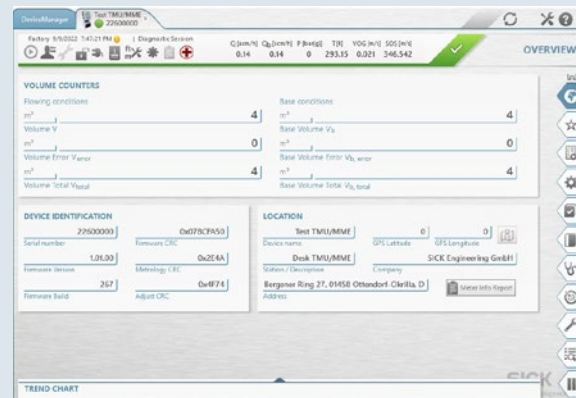 DeviceManager
Test TMU/MME
22600000
Factory 9/9/2022 1:47:21 PM | Diagnostic Session
Q [am³/h] Qb [scm/h] P [bar(g)] T[K] VOG [m/s] SOS [m/s]
0.14 0.14 0 293.15 0.021 346.542
OVERVIEW
VOLUME COUNTERS
Flowing conditions Base conditions
m³ 4 m³ 4
Volume V Base Volume Vb
m³ 0 m³ 0
Volume Error Verror Base Volume Error Vb, error
m³ 4 m³ 4
Volume Total Vtotal Base Volume Total Vb, total
DEVICE IDENTIFICATION
22600000 0x078CFA50
Serial number Firmware CRC
1.01.00 0x2E4A
Firmware Version Metrology CRC
267 0x4F74
Firmware Build Adjust CRC
LOCATION
Test TMU/MME 0 0
Device name GPS Latitude GPS Longitude
Desk TMU/MME SICK Engineering GmbH
Station / Description Company
Bergener Ring 27, 01458 Ottendorf-Okrilla, D Meter Info Report
Address
SICK
TREND CHART